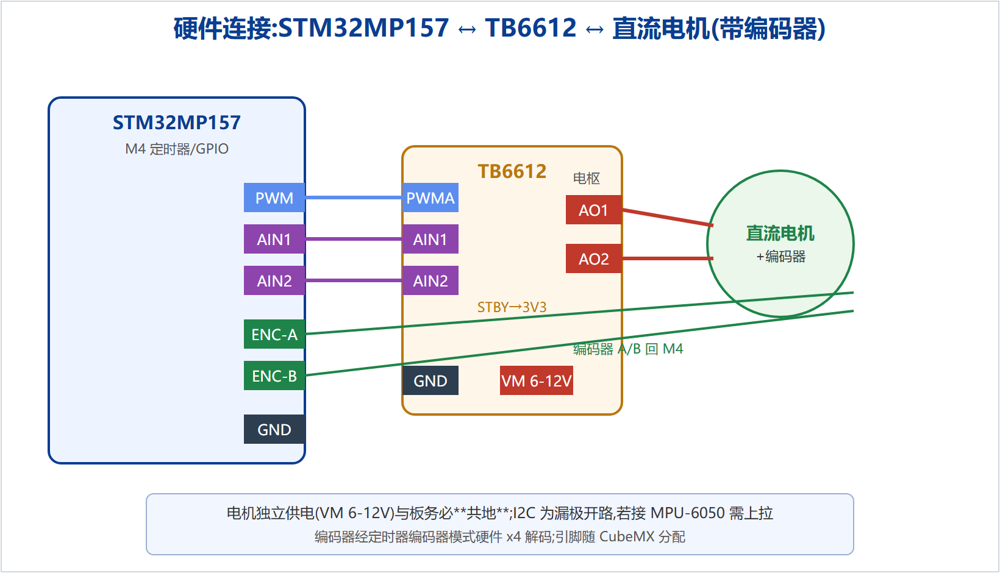 硬件连接:STM32MP157 ↔ TB6612 ↔ 直流电机(带编码器)
STM32MP157
M4 定时器/GPIO
PWM
AIN1
AIN2
ENC-A
ENC-B
GND
TB6612
电枢
PWMA
AIN1
AIN2
AO1
AO2
STBY→3V3
编码器 A/B 回 M4
GND
VM 6-12V
直流电机
+编码器
电机独立供电(VM 6-12V)与板务必**共地**;I2C 为漏极开路,若接 MPU-6050 需上拉
编码器经定时器编码器模式硬件 x4 解码;引脚随 CubeMX 分配